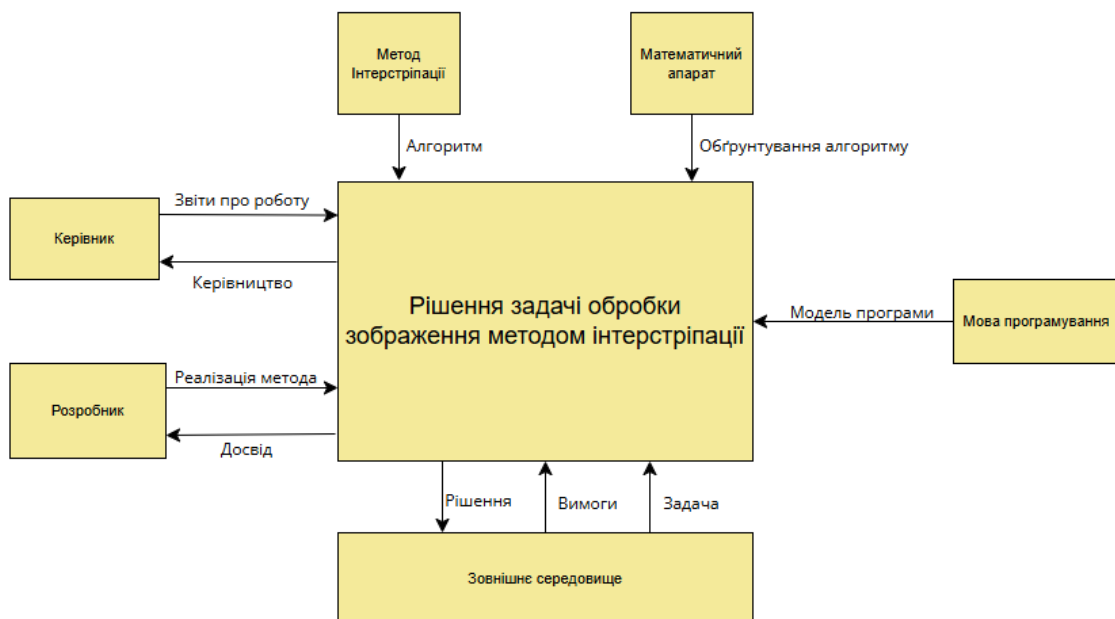 Метод
Інтерстріпації
Математичний
апарат
Алгоритм
Обґрунтування алгоритму
Звіти про роботу
Керівник
Керівництво
Рішення задачі обробки
зображення методом інтерстріпації
Модель програми
Мова програмування
Реалізація метода
Розробник
Досвід
Рішення
Вимоги
Задача
Зовнішнє середовище